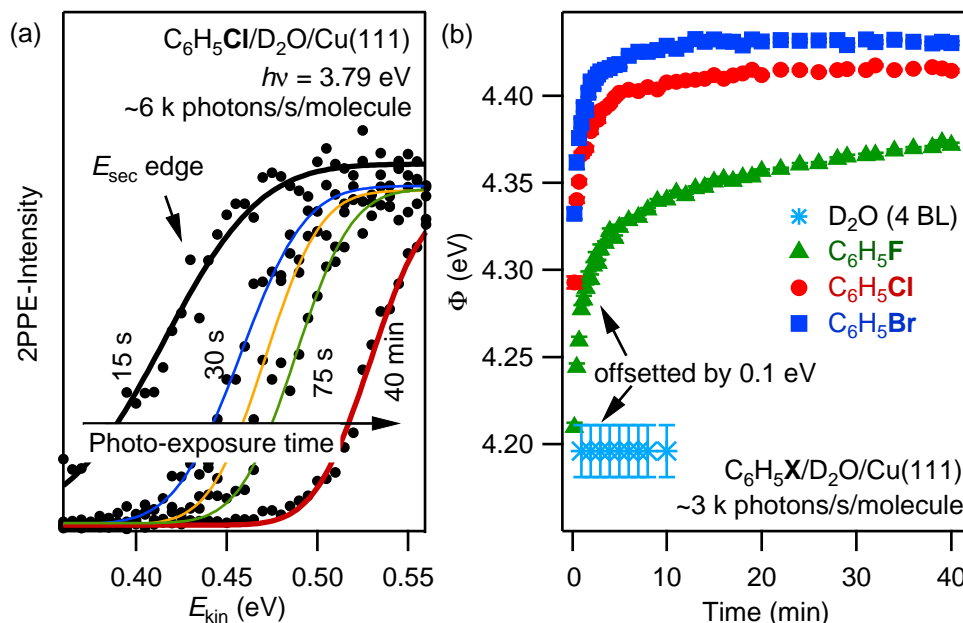 (a)
C₆H₅Cl/D₂O/Cu(111)
hν = 3.79 eV
~6 k photons/s/molecule
E_sec edge
15 s
30 s
75 s
40 min
Photo-exposure time
2PPE-Intensity
0.40
0.45
0.50
0.55
E_kin (eV)
(b)
4.40
4.35
4.30
4.25
4.20
Φ (eV)
D₂O (4 BL)
C₆H₅F
C₆H₅Cl
C₆H₅Br
offsetted by 0.1 eV
C₆H₅X/D₂O/Cu(111)
~3 k photons/s/molecule
0
10
20
30
40
Time (min)